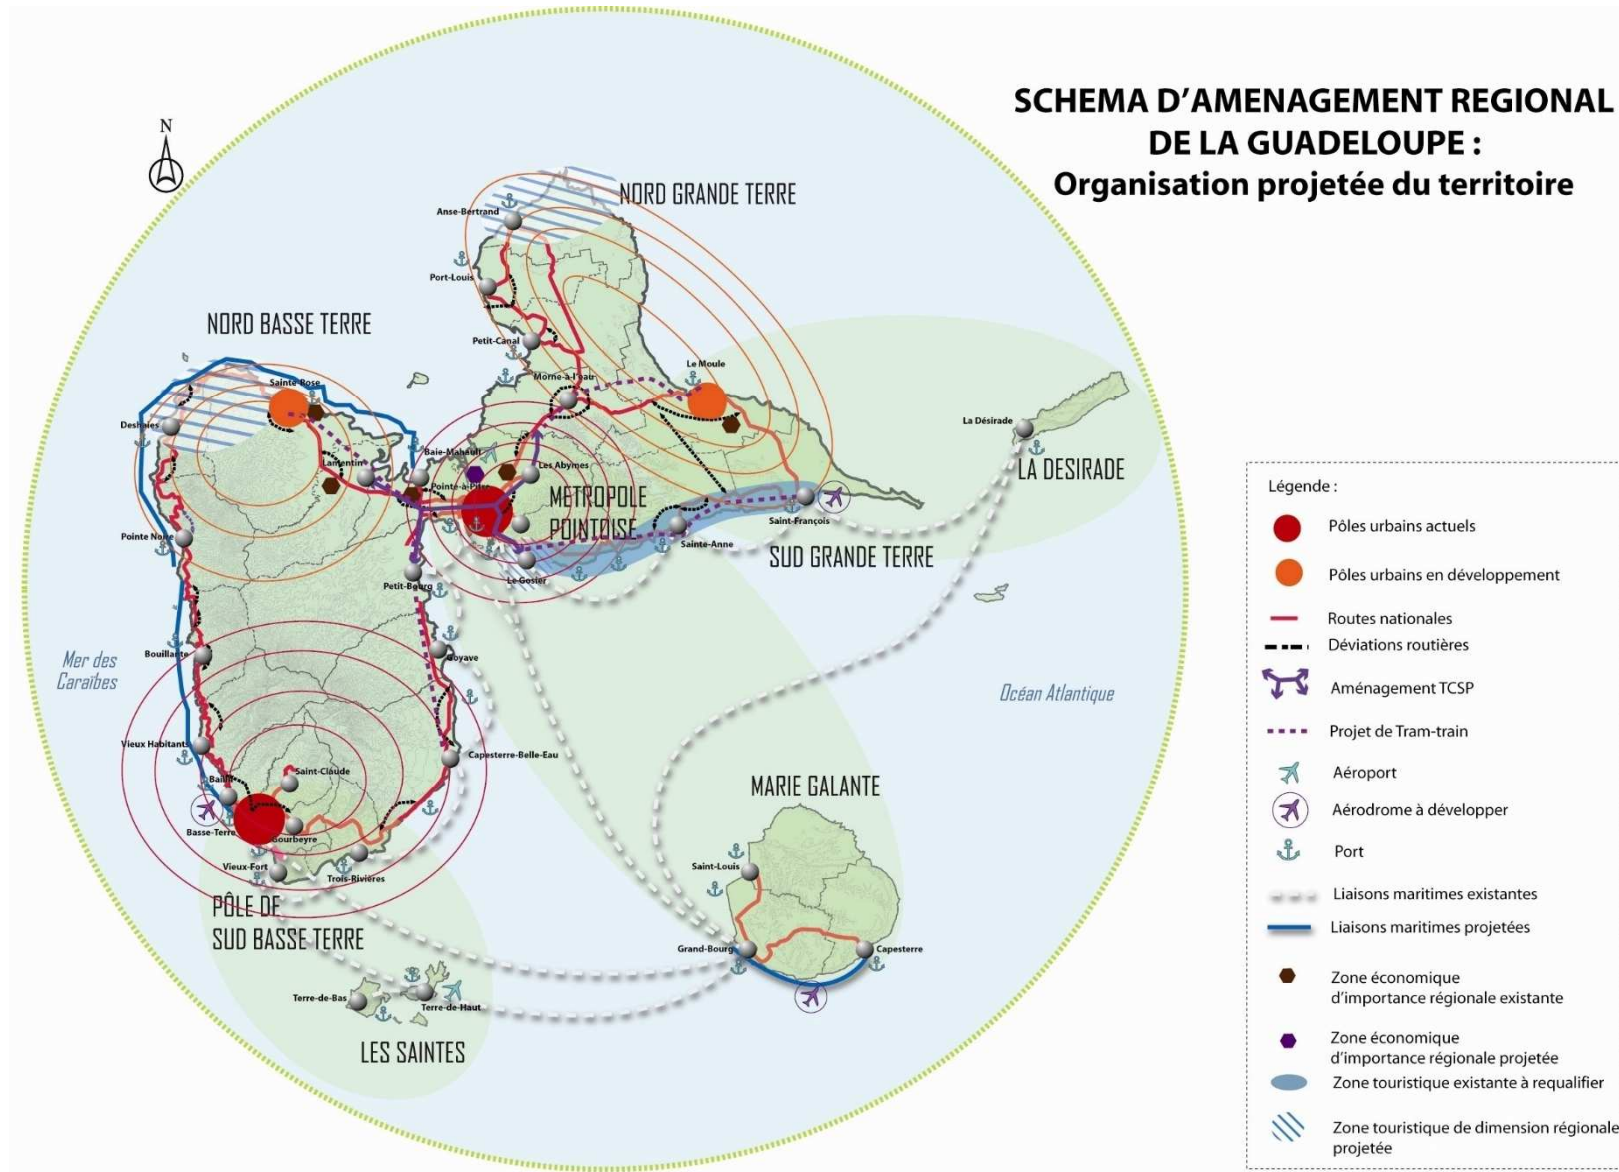 SCHEMA D'AMENAGEMENT REGIONAL
DE LA GUADELOUPE :
Organisation projetée du territoire
N
NORD GRANDE TERRE
Anse-Bertrand
Port-Louis
NORD BASSE TERRE
Petit-Canal
Le Moule
Morne-à-l'eau
Sainte-Rose
Deshaies
La Désirade
LA DESIRADE
Baie-Mahault
Lamentin
Les Abymes
Pointe-à-Pitre
METROPOLE
POINTOISE
Saint-François
Pointe Noire
Sainte-Anne
SUD GRANDE TERRE
Le Gosier
Petit-Bourg
Mer des
Caraïbes
Bouillante
Goyave
Océan Atlantique
Vieux Habitants
Capesterre-Belle-Eau
Saint-Claude
Baillif
MARIE GALANTE
Basse-Terre
Gourbeyre
Vieux-Fort
Trois-Rivières
Saint-Louis
PÔLE DE
SUD BASSE TERRE
Grand-Bourg
Capesterre
Terre-de-Bas
Terre-de-Haut
LES SAINTES
Légende :
Pôles urbains actuels
Pôles urbains en développement
Routes nationales
Déviations routières
Aménagement TCSP
Projet de Tram-train
Aéroport
Aérodrome à développer
Port
Liaisons maritimes existantes
Liaisons maritimes projetées
Zone économique
d'importance régionale existante
Zone économique
d'importance régionale projetée
Zone touristique existante à requalifier
Zone touristique de dimension régionale
projetée